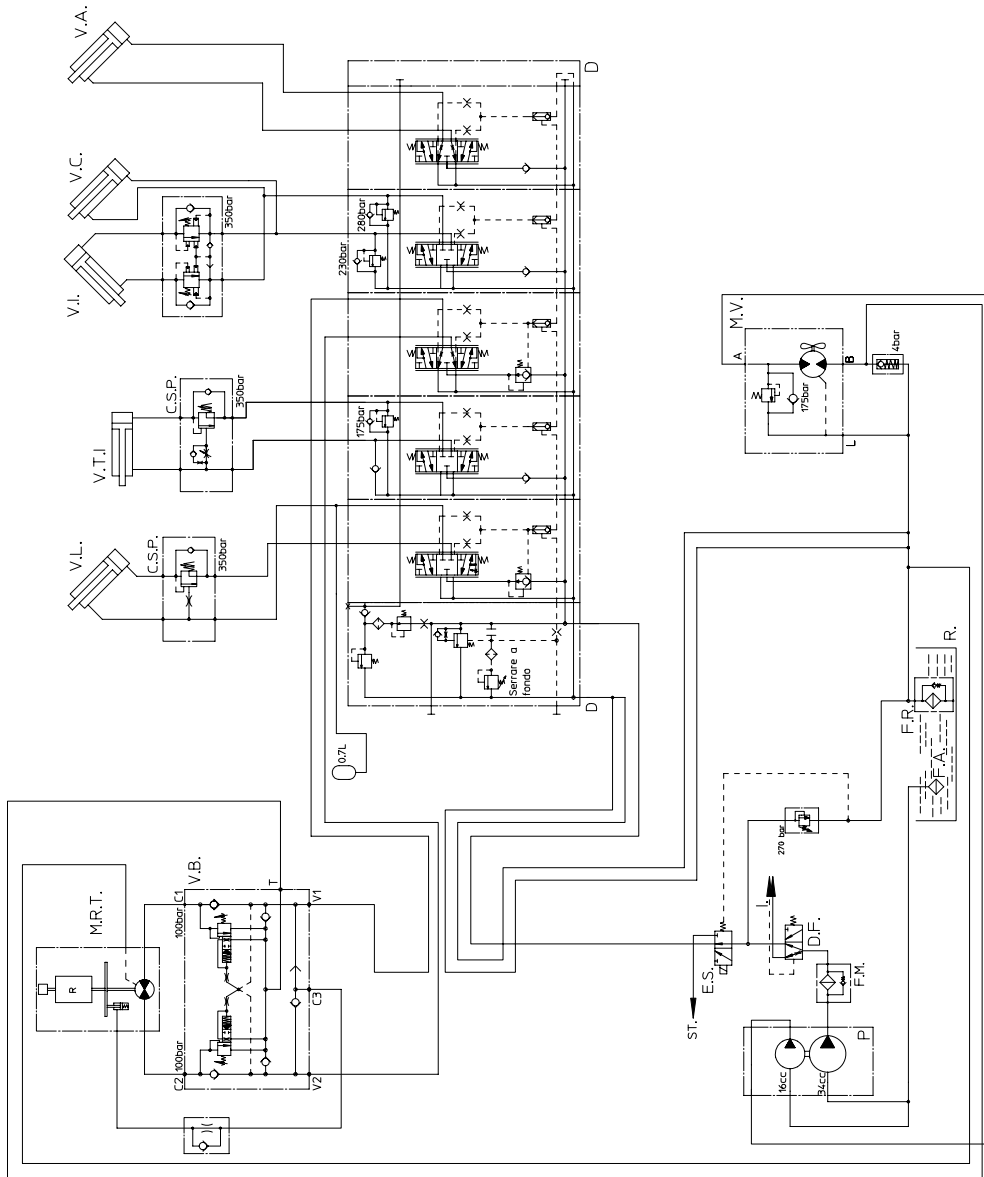 V.A.
V.C.
V.I.
350bar
V.T.I
C.S.P.
350bar
V.L.
C.S.P.
350bar
D
280bar
230bar
175bar
Serrare a
fondo
D
0.7L
M.V.
A
B
L
175bar
4bar
M.R.T.
R
V.B.
T
C1
V1
100bar
C3
C2
100bar
V2
R.
F.R.
F.A.
270 bar
I.
D.F.
E.S.
ST.
F.M.
P
16cc
34cc